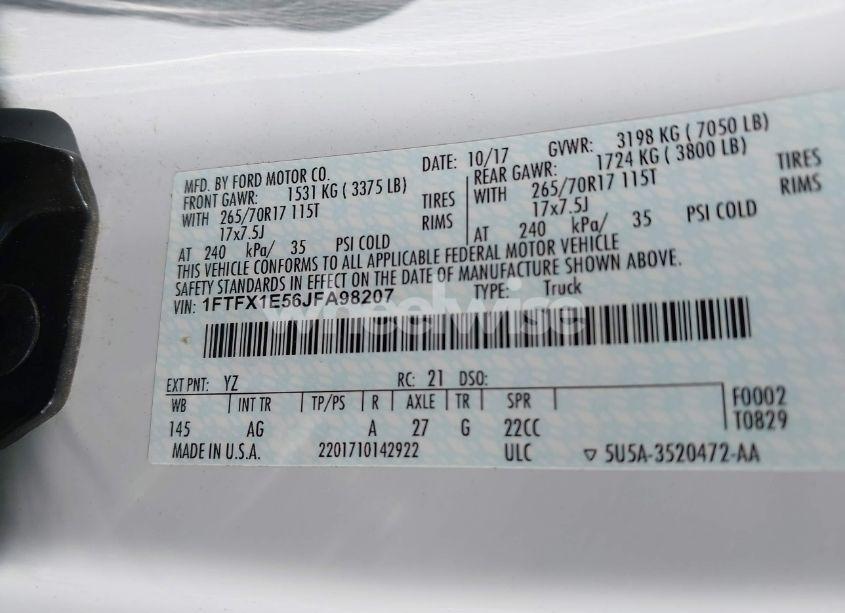 MFD. BY FORD MOTOR CO. DATE: 10/17 GVWR: 3198 KG ( 7050 LB)
FRONT GAWR: 1531 KG ( 3375 LB) REAR GAWR: 1724 KG ( 3800 LB)
WITH 265/70R17 115T TIRES WITH 265/70R17 115T TIRES
17x7.5J RIMS 17x7.5J RIMS
AT 240 kPa/ 35 PSI COLD AT 240 kPa/ 35 PSI COLD
THIS VEHICLE CONFORMS TO ALL APPLICABLE FEDERAL MOTOR VEHICLE
SAFETY STANDARDS IN EFFECT ON THE DATE OF MANUFACTURE SHOWN ABOVE.
VIN: 1FTFX1E56JFA98207 TYPE: Truck
wheelwise
EXT PNT: YZ RC: 21 DSO:
WB INT TR TP/PS R AXLE TR SPR F0002
145 AG A 27 G 22CC T0829
MADE IN U.S.A. 2201710142922 ULC ▽ 5U5A-3520472-AA